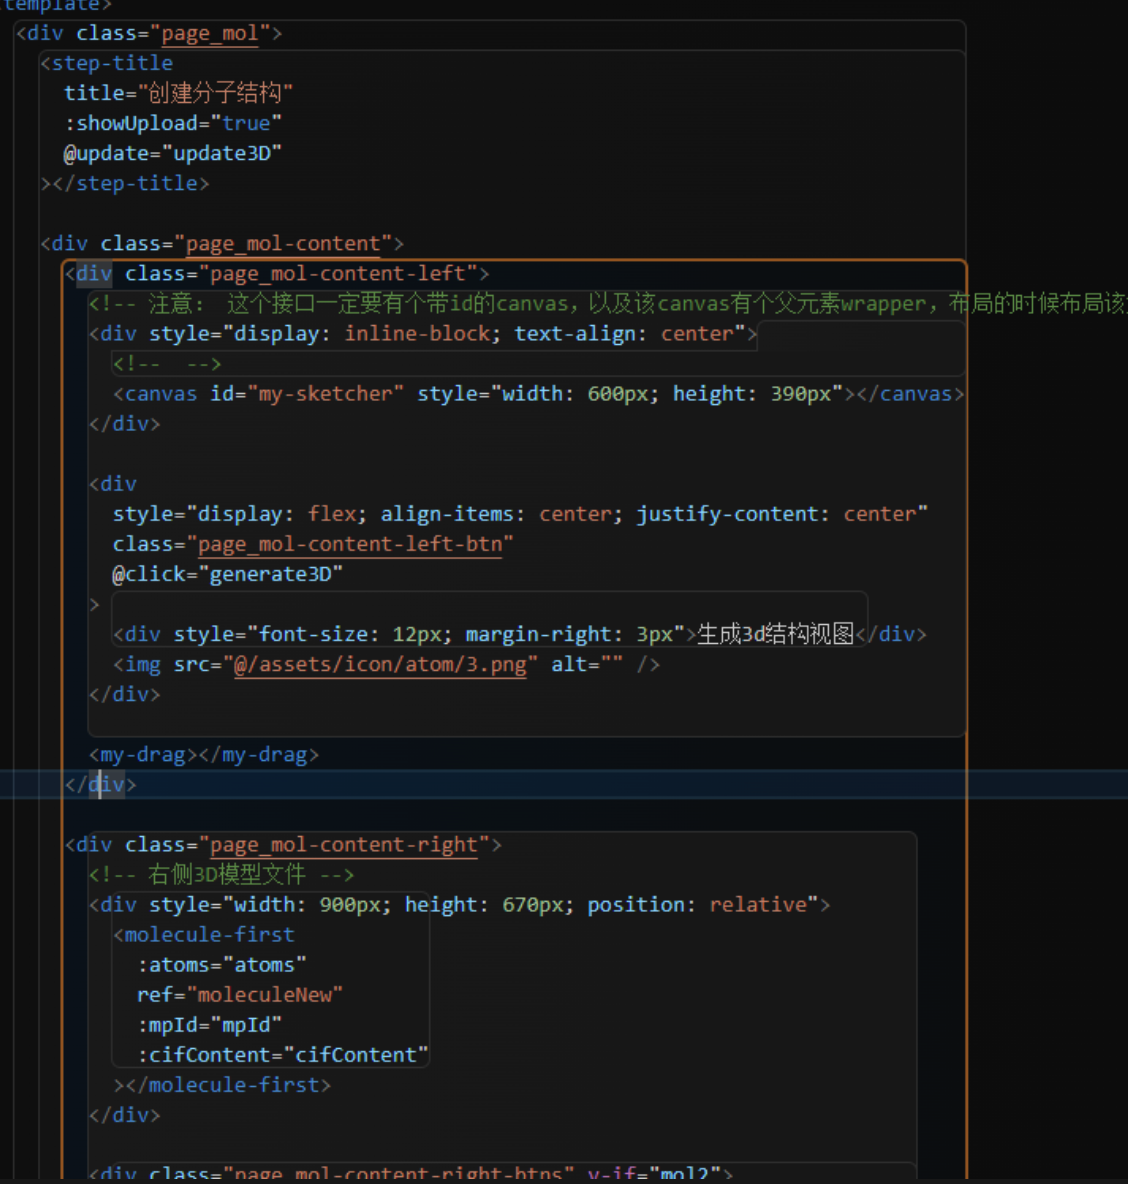 template>
<div class="page_mol">
<step-title
title="创建分子结构"
:showUpload="true"
@update="update3D"
></step-title>
<div class="page_mol-content">
<div class="page_mol-content-left">
<!-- 注意： 这个接口一定要有个带id的canvas，以及该canvas有个父元素wrapper，布局的时候布局该
<div style="display: inline-block; text-align: center">
<!--  -->
<canvas id="my-sketcher" style="width: 600px; height: 390px"></canvas>
</div>
<div
style="display: flex; align-items: center; justify-content: center"
class="page_mol-content-left-btn"
@click="generate3D"
>
<div style="font-size: 12px; margin-right: 3px">生成3d结构视图</div>
<img src="@/assets/icon/atom/3.png" alt="" />
</div>
<my-drag></my-drag>
</div>
<div class="page_mol-content-right">
<!-- 右侧3D模型文件 -->
<div style="width: 900px; height: 670px; position: relative">
<molecule-first
:atoms="atoms"
ref="moleculeNew"
:mpId="mpId"
:cifContent="cifContent"
></molecule-first>
</div>
<div class="page_mol-content-right-btns" v-if="mol2">